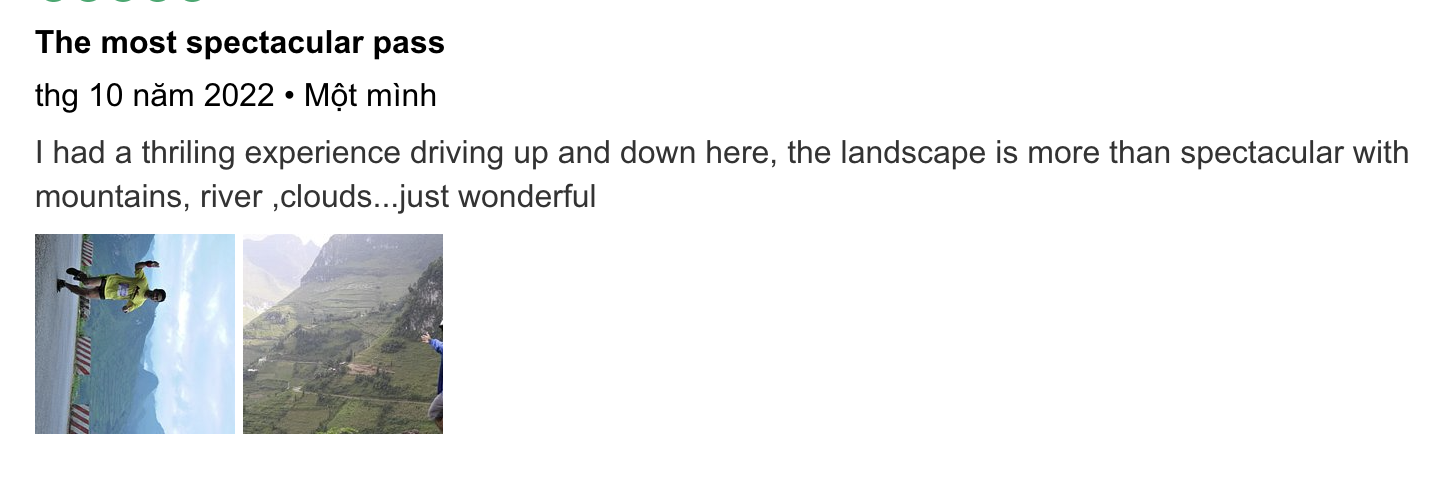 The most spectacular pass
thg 10 năm 2022 • Một mình
I had a thriling experience driving up and down here, the landscape is more than spectacular with
mountains, river ,clouds...just wonderful